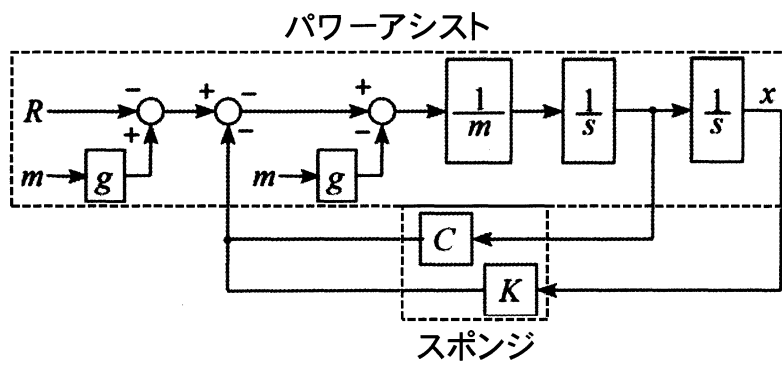 パワーアシスト
R − + − + − 1/m 1/s 1/s x
+ − −
m g m g
C
K
スポンジ